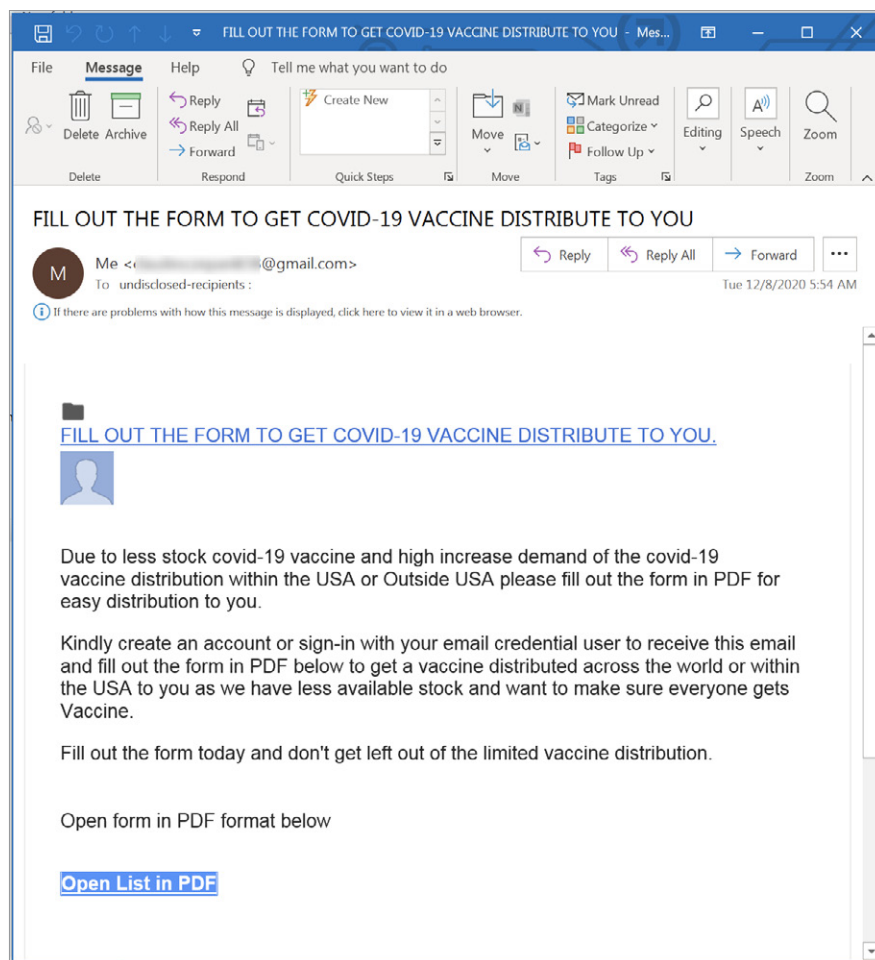 FILL OUT THE FORM TO GET COVID-19 VACCINE DISTRIBUTE TO YOU - Mes...
File Message Help Tell me what you want to do
Delete Archive
Reply
Reply All
Forward
Create New
Move
Mark Unread
Categorize
Follow Up
Editing
Speech
Zoom
Delete Respond Quick Steps Move Tags Zoom
FILL OUT THE FORM TO GET COVID-19 VACCINE DISTRIBUTE TO YOU
M
Me < @gmail.com>
To undisclosed-recipients :
Reply Reply All Forward
Tue 12/8/2020 5:54 AM
If there are problems with how this message is displayed, click here to view it in a web browser.
FILL OUT THE FORM TO GET COVID-19 VACCINE DISTRIBUTE TO YOU.
Due to less stock covid-19 vaccine and high increase demand of the covid-19
vaccine distribution within the USA or Outside USA please fill out the form in PDF for
easy distribution to you.
Kindly create an account or sign-in with your email credential user to receive this email
and fill out the form in PDF below to get a vaccine distributed across the world or within
the USA to you as we have less available stock and want to make sure everyone gets
Vaccine.
Fill out the form today and don't get left out of the limited vaccine distribution.
Open form in PDF format below
Open List in PDF